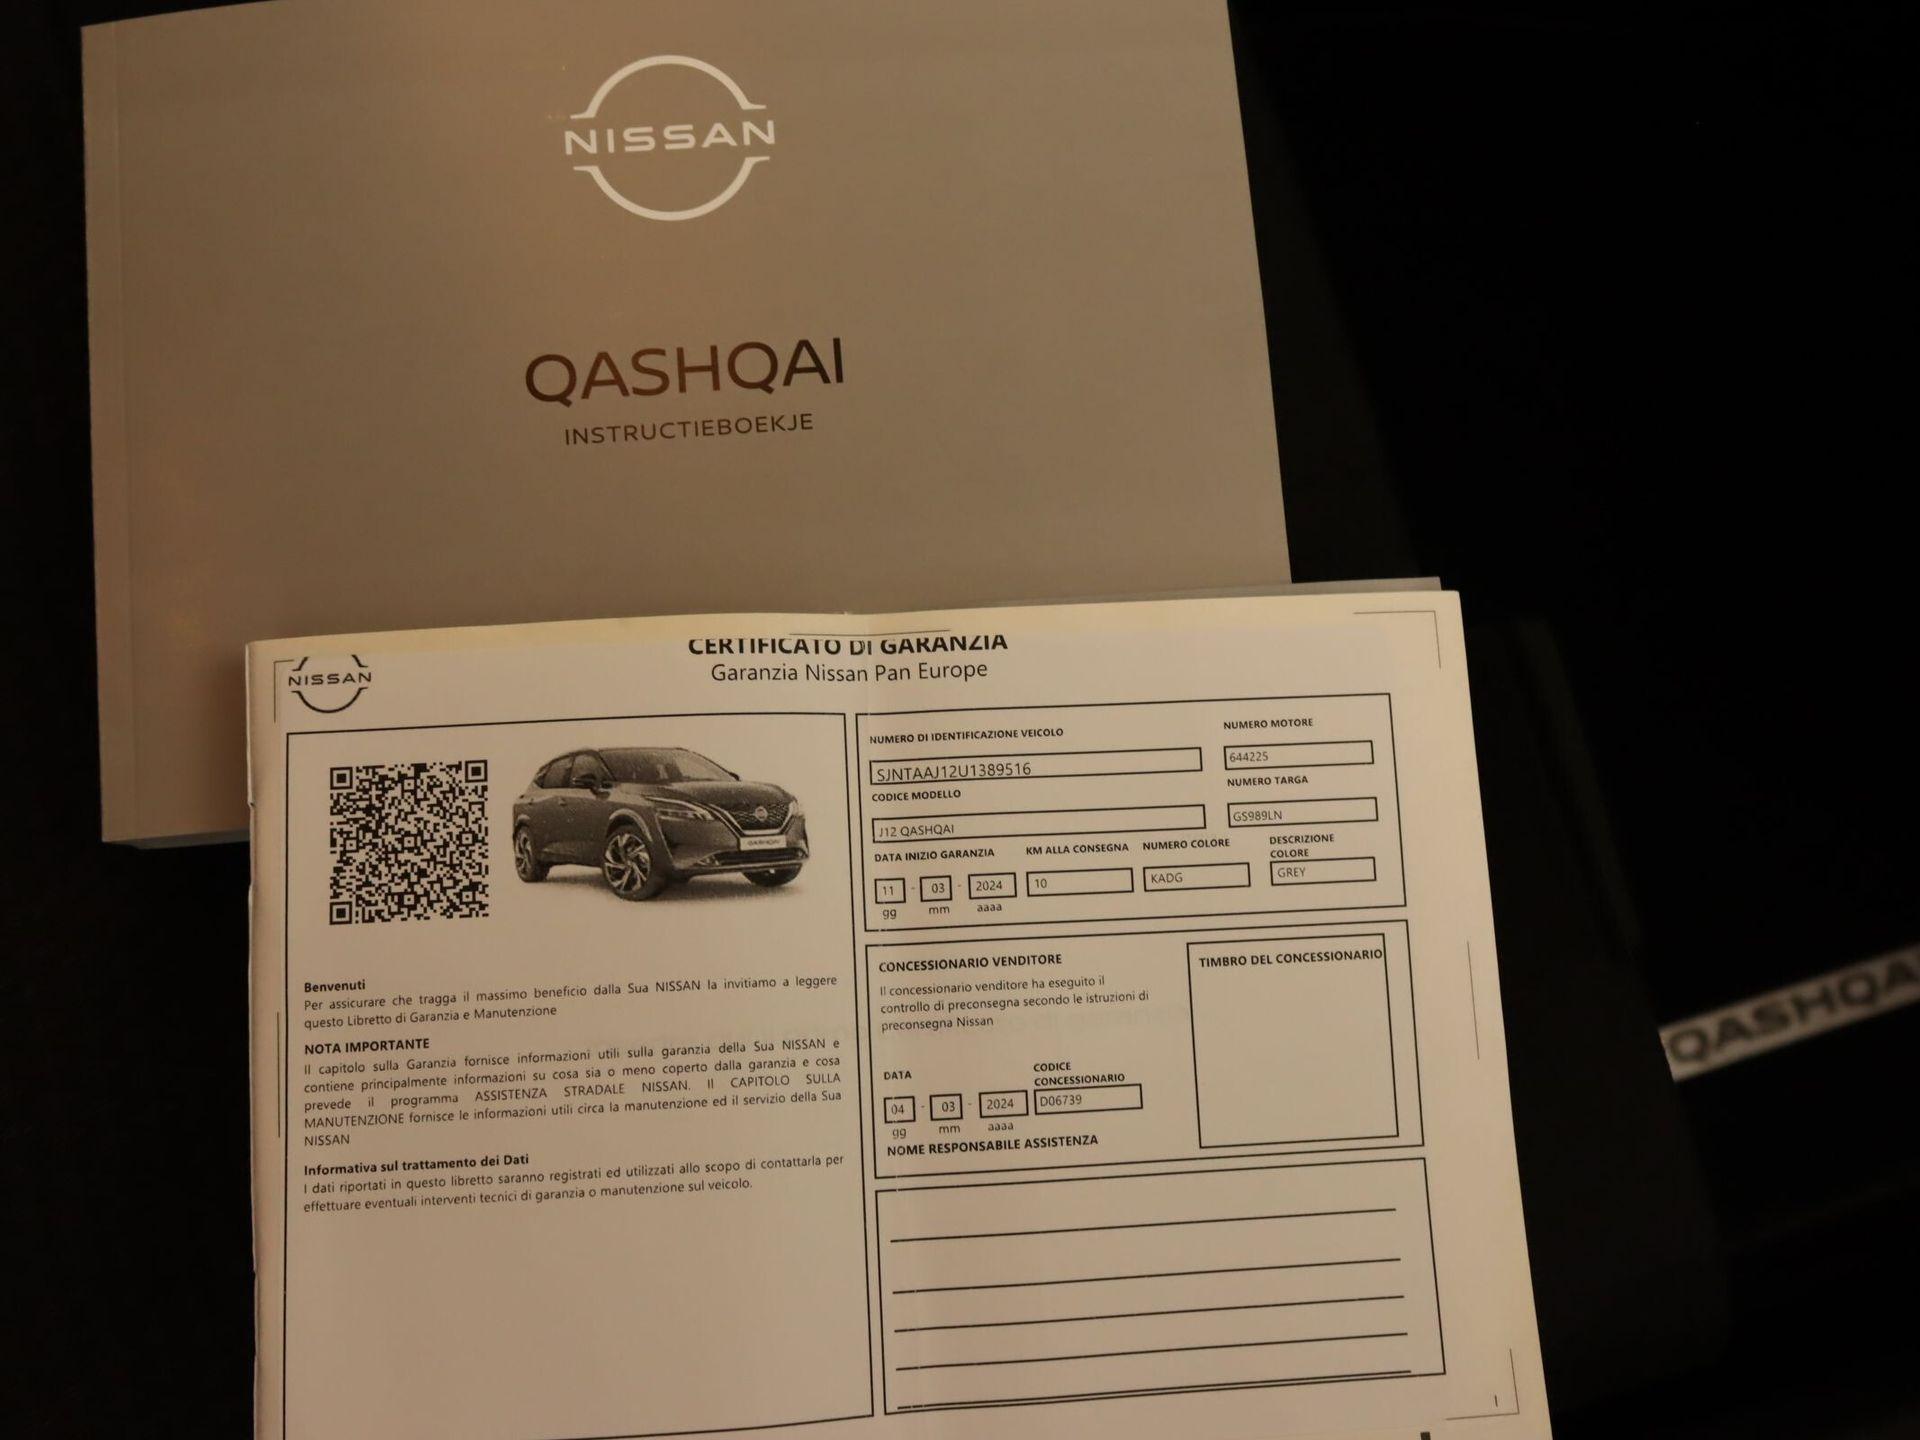 NISSAN
QASHQAI
INSTRUCTIEBOEKJE
CERTIFICATO DI GARANZIA
Garanzia Nissan Pan Europe
NISSAN
QASHQAI
Benvenuti
Per assicurare che tragga il massimo beneficio dalla Sua NISSAN la invitiamo a leggere
questo Libretto di Garanzia e Manutenzione
NOTA IMPORTANTE
Il capitolo sulla Garanzia fornisce informazioni utili sulla garanzia della Sua NISSAN e
contiene principalmente informazioni su cosa sia o meno coperto dalla garanzia e cosa
prevede il programma ASSISTENZA STRADALE NISSAN. Il CAPITOLO SULLA
MANUTENZIONE fornisce le informazioni utili circa la manutenzione ed il servizio della Sua
NISSAN
Informativa sul trattamento dei Dati
I dati riportati in questo libretto saranno registrati ed utilizzati allo scopo di contattarla per
effettuare eventuali interventi tecnici di garanzia o manutenzione sul veicolo.
NUMERO DI IDENTIFICAZIONE VEICOLO
NUMERO MOTORE
SJNTAAJ12U1389516
644225
CODICE MODELLO
NUMERO TARGA
J12 QASHQAI
GS989LN
DATA INIZIO GARANZIA
KM ALLA CONSEGNA
NUMERO COLORE
DESCRIZIONE
COLORE
11 - 03 - 2024
10
KADG
GREY
gg mm aaaa
CONCESSIONARIO VENDITORE
TIMBRO DEL CONCESSIONARIO
Il concessionario venditore ha eseguito il
controllo di preconsegna secondo le istruzioni di
preconsegna Nissan
DATA
CODICE
CONCESSIONARIO
04 - 03 - 2024
D06739
gg mm aaaa
NOME RESPONSABILE ASSISTENZA
I
QASHQA